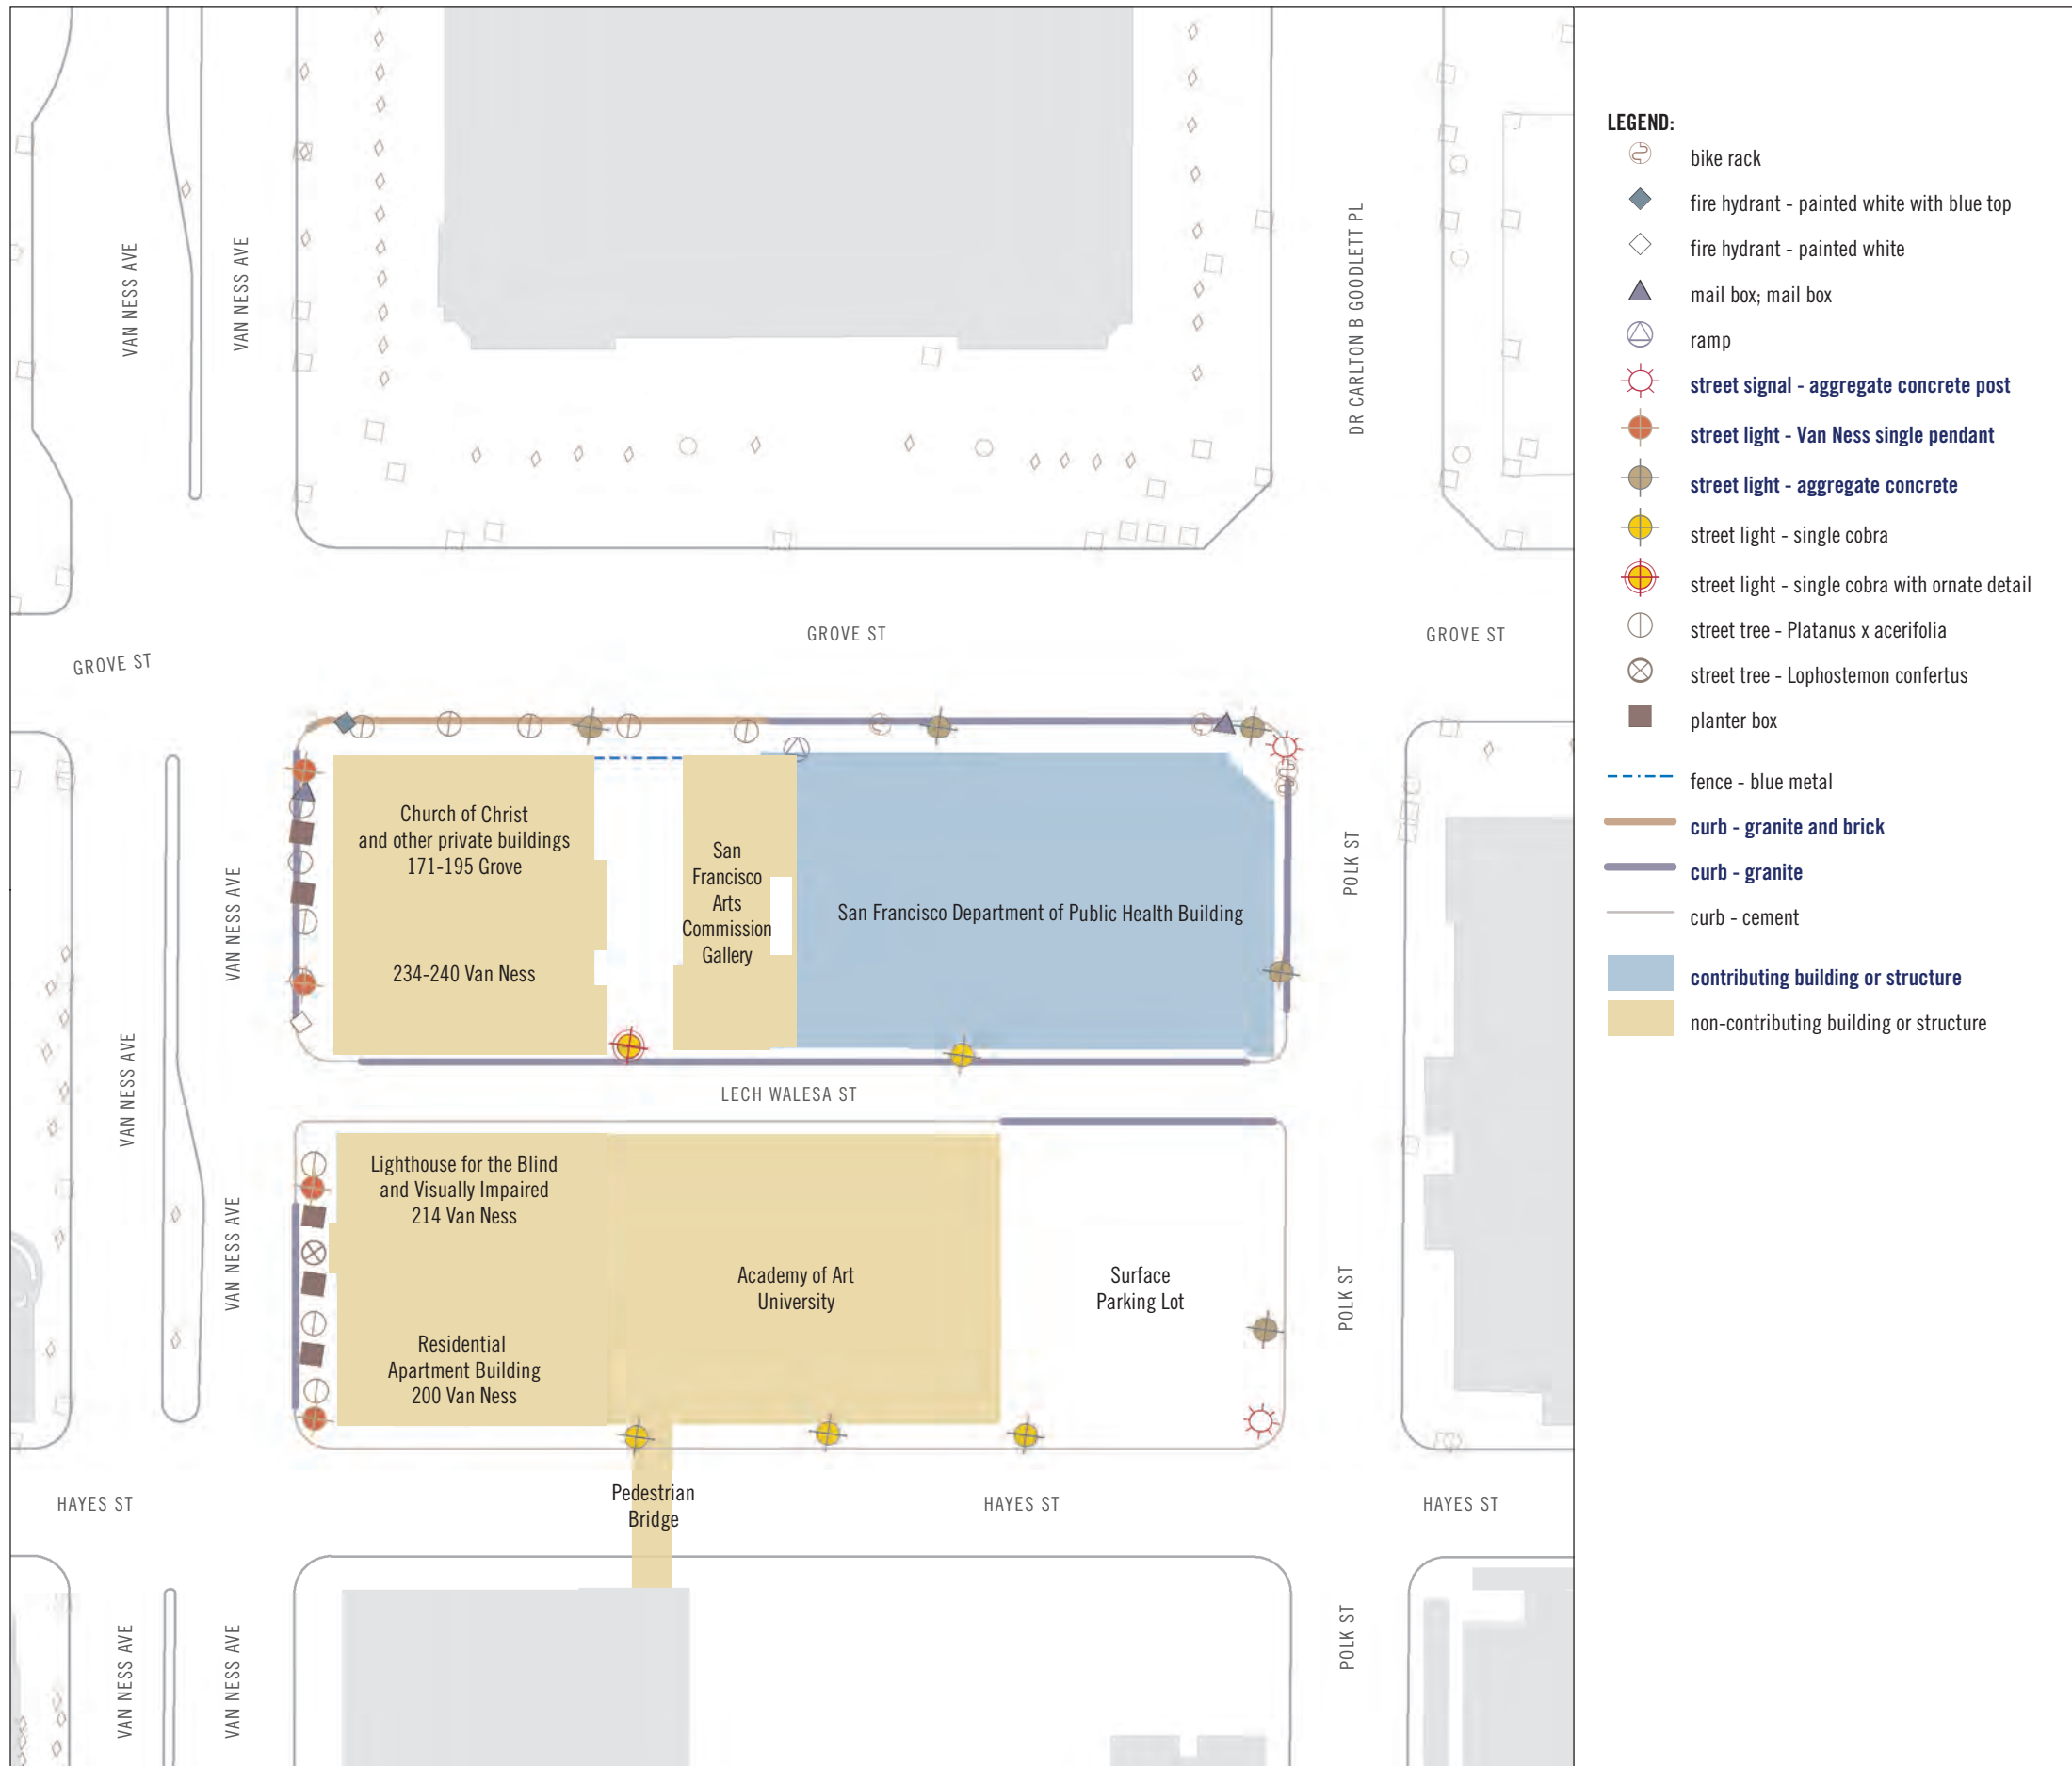 LEGEND:
bike rack
fire hydrant - painted white with blue top
fire hydrant - painted white
mail box; mail box
ramp
street signal - aggregate concrete post
street light - Van Ness single pendant
street light - aggregate concrete
street light - single cobra
street light - single cobra with ornate detail
street tree - Platanus x acerifolia
street tree - Lophostemon confertus
planter box
fence - blue metal
curb - granite and brick
curb - granite
curb - cement
contributing building or structure
non-contributing building or structure
VAN NESS AVE
VAN NESS AVE
DR CARLTON B GOODLETT PL
GROVE ST
GROVE ST
GROVE ST
Church of Christ
and other private buildings
171-195 Grove
234-240 Van Ness
San
Francisco
Arts
Commission
Gallery
San Francisco Department of Public Health Building
POLK ST
VAN NESS AVE
VAN NESS AVE
LECH WALESA ST
Lighthouse for the Blind
and Visually Impaired
214 Van Ness
Residential
Apartment Building
200 Van Ness
Academy of Art
University
Surface
Parking Lot
VAN NESS AVE
POLK ST
Pedestrian
Bridge
HAYES ST
HAYES ST
HAYES ST
VAN NESS AVE
VAN NESS AVE
POLK ST